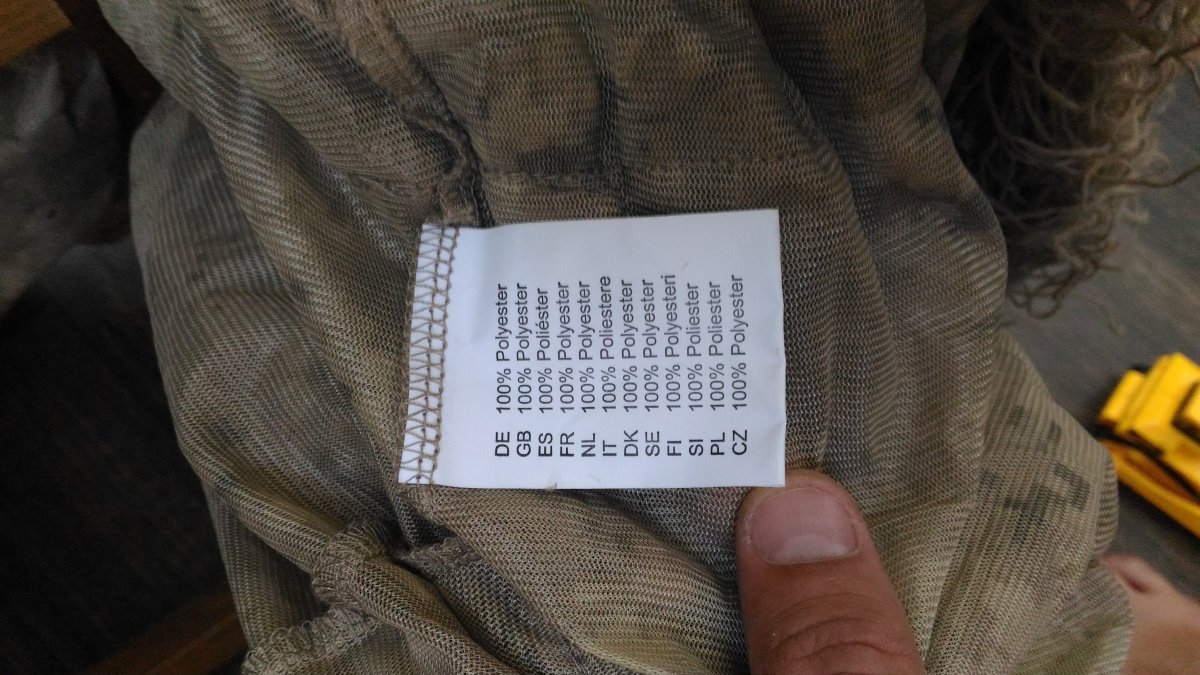 DE 100% Polyester
GB 100% Polyester
ES 100% Poliéster
FR 100% Polyester
NL 100% Polyester
IT 100% Poliestere
DK 100% Polyester
SE 100% Polyester
FI 100% Polyesteri
SI 100% Poliester
PL 100% Poliester
CZ 100% Polyester